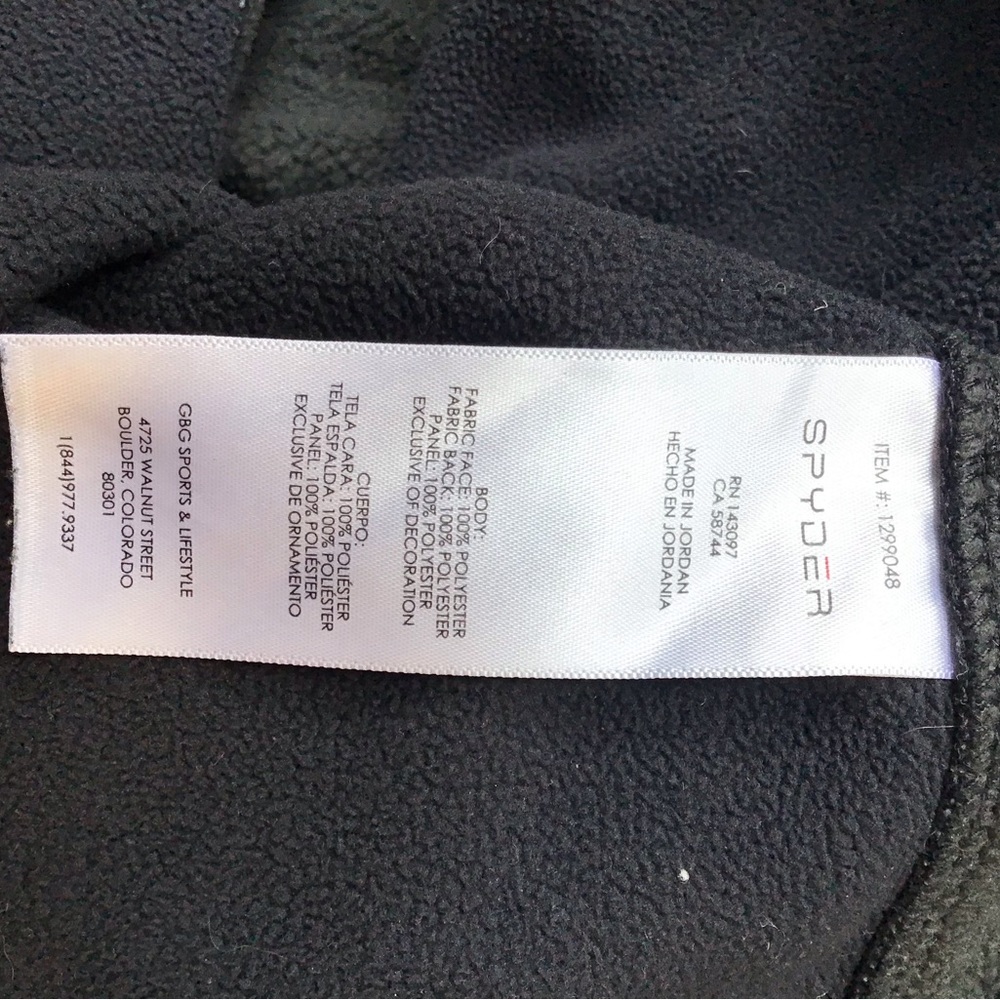 ITEM #: 1299048
SPYDER
RN 143097
CA 58744
MADE IN JORDAN
HECHO EN JORDANIA
BODY:
FABRIC FACE: 100% POLYESTER
FABRIC BACK: 100% POLYESTER
PANEL: 100% POLYESTER
EXCLUSIVE OF DECORATION
CUERPO:
TELA CARA: 100% POLIÉSTER
TELA ESPALDA: 100% POLIÉSTER
PANEL: 100% POLIÉSTER
EXCLUSIVE DE ORNAMENTO
GBG SPORTS & LIFESTYLE
4725 WALNUT STREET
BOULDER, COLORADO
80301
1(844)977.9337